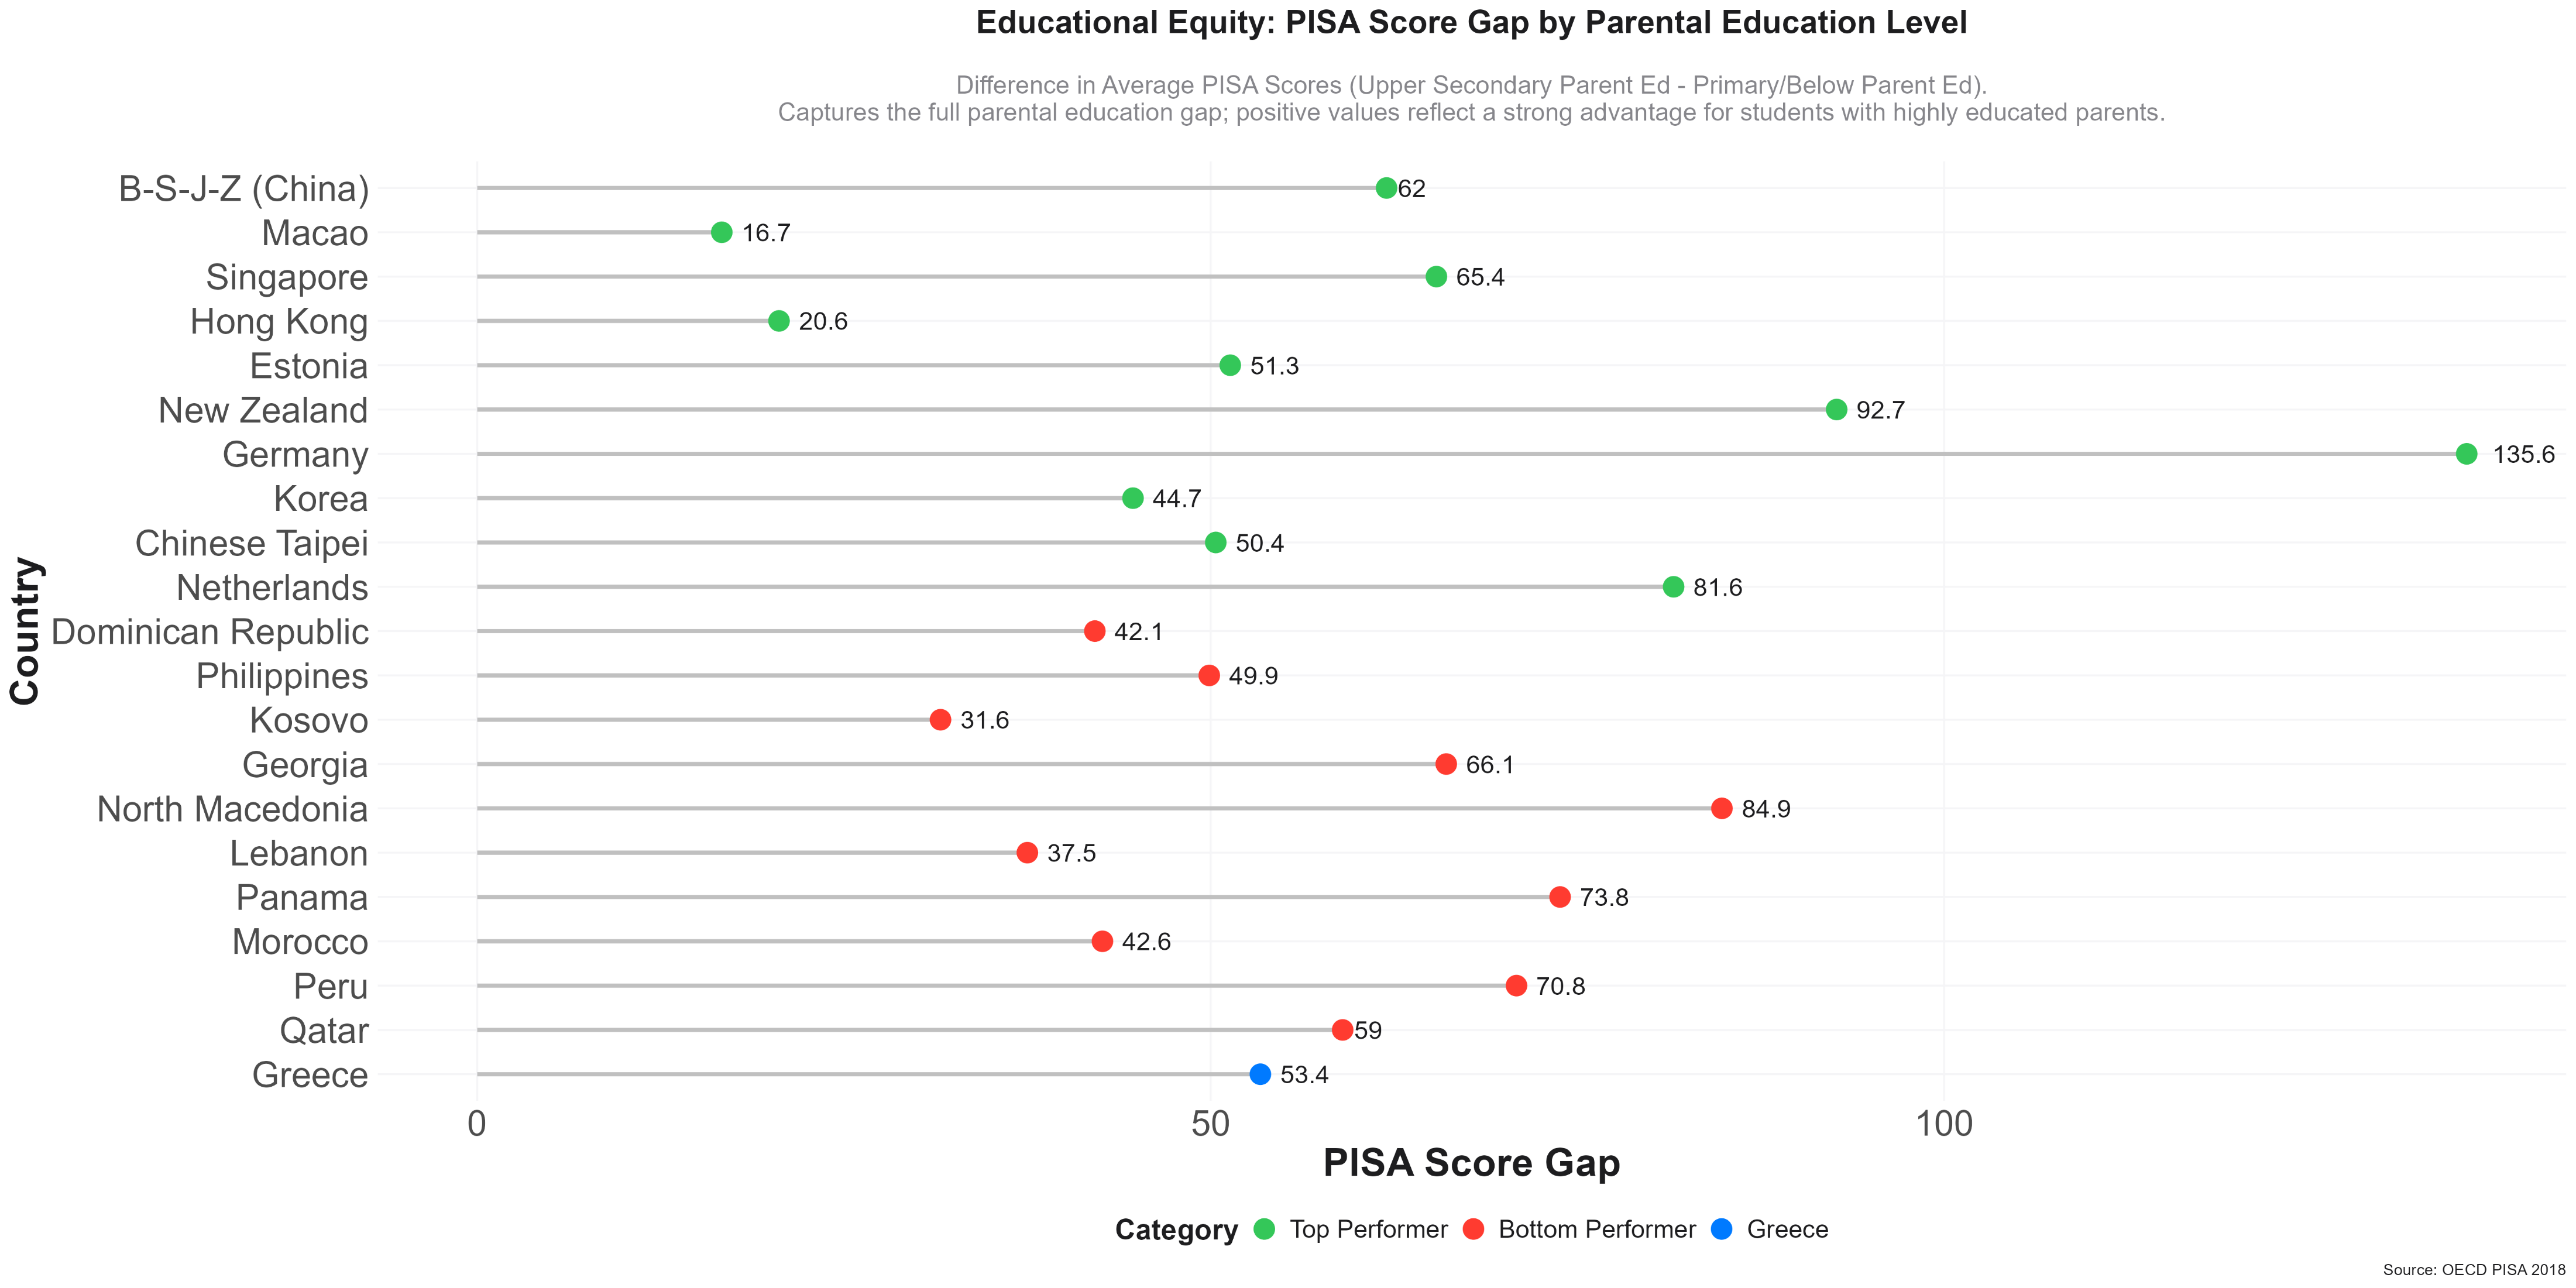 Educational Equity: PISA Score Gap by Parental Education Level
Difference in Average PISA Scores (Upper Secondary Parent Ed - Primary/Below Parent Ed).
Captures the full parental education gap; positive values reflect a strong advantage for students with highly educated parents.
Country
B-S-J-Z (China) 62
Macao 16.7
Singapore 65.4
Hong Kong 20.6
Estonia 51.3
New Zealand 92.7
Germany 135.6
Korea 44.7
Chinese Taipei 50.4
Netherlands 81.6
Dominican Republic 42.1
Philippines 49.9
Kosovo 31.6
Georgia 66.1
North Macedonia 84.9
Lebanon 37.5
Panama 73.8
Morocco 42.6
Peru 70.8
Qatar 59
Greece 53.4
0 50 100
PISA Score Gap
Category Top Performer Bottom Performer Greece
Source: OECD PISA 2018